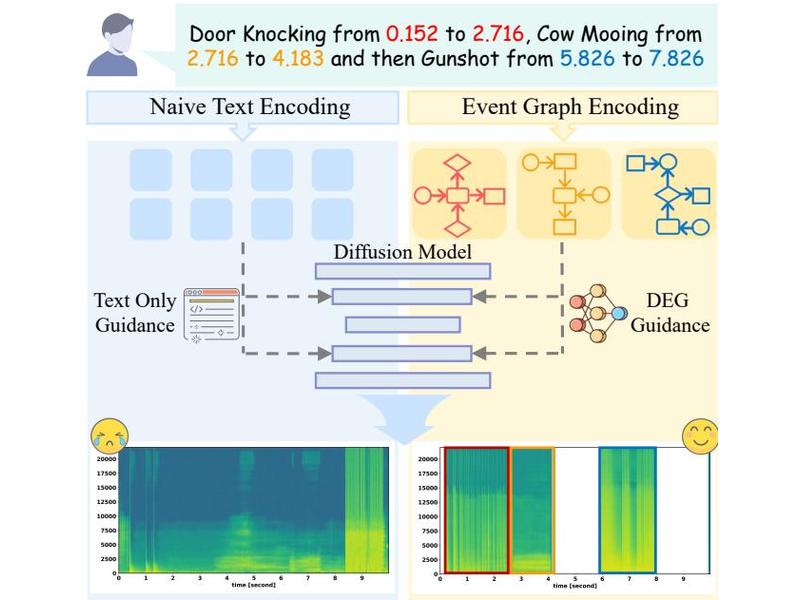 Door Knocking from 0.152 to 2.716, Cow Mooing from
2.716 to 4.183 and then Gunshot from 5.826 to 7.826
Naive Text Encoding
Event Graph Encoding
Diffusion Model
Text Only
Guidance
</>
DEG
Guidance
20000
17500
15000
12500
10000
7500
5000
2500
0
0 1 2 3 4 5 6 7 8 9
time [second]
20000
17500
15000
12500
10000
7500
5000
2500
0
0 1 2 3 4 5 6 7 8 9
time [second]